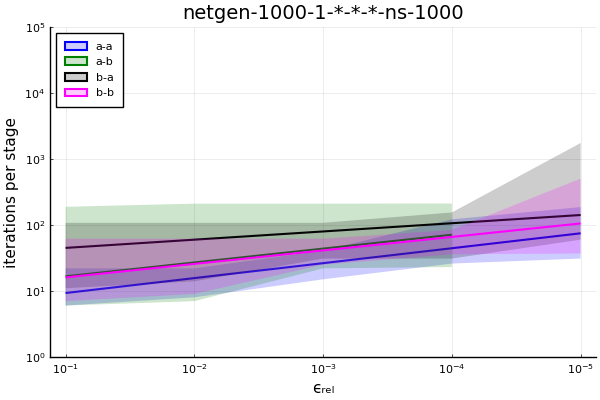 netgen-1000-1-*-*-*-ns-1000
iterations per stage
10⁵
10⁴
10³
10²
10¹
10⁰
a-a
a-b
b-a
b-b
10⁻¹
10⁻²
10⁻³
10⁻⁴
10⁻⁵
ϵᵣₑₗ